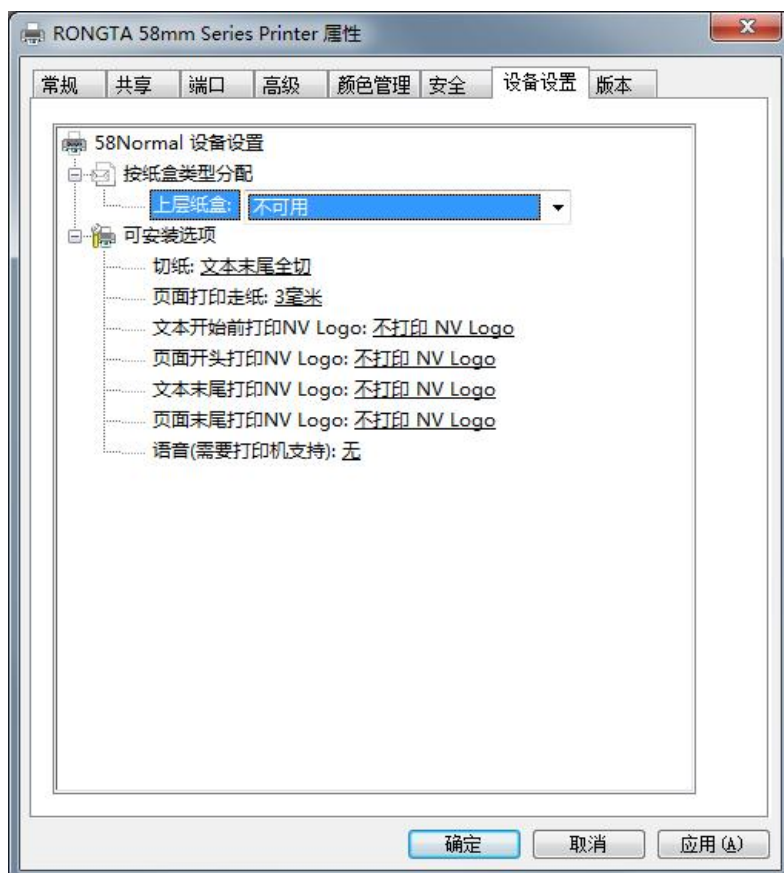 RONGTA 58mm Series Printer 属性
常规 共享 端口 高级 颜色管理 安全 设备设置 版本
58Normal 设备设置
按纸盒类型分配
上层纸盒: 不可用
可安装选项
切纸: 文本末尾全切
页面打印走纸: 3毫米
文本开始前打印NV Logo: 不打印 NV Logo
页面开头打印NV Logo: 不打印 NV Logo
文本末尾打印NV Logo: 不打印 NV Logo
页面末尾打印NV Logo: 不打印 NV Logo
语音(需要打印机支持): 无
确定 取消 应用(A)